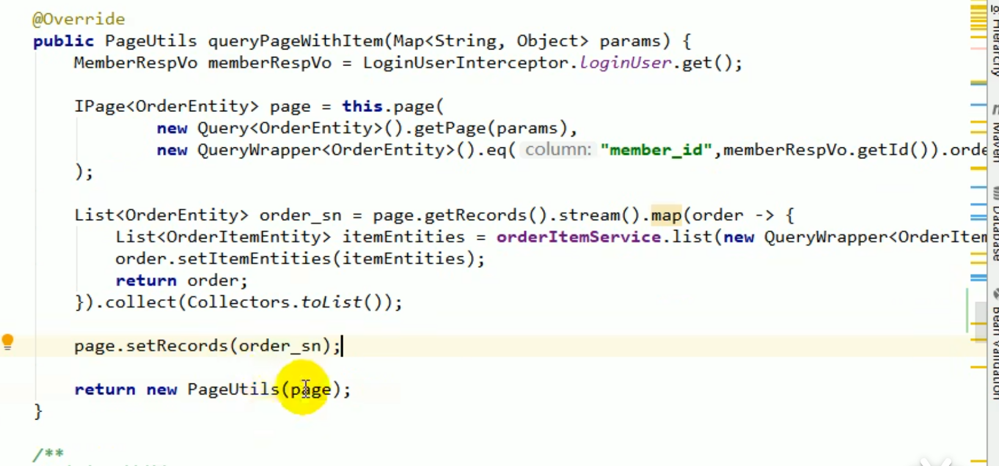 @Override
public PageUtils queryPageWithItem(Map<String, Object> params) {
MemberRespVo memberRespVo = LoginUserInterceptor.loginUser.get();
IPage<OrderEntity> page = this.page(
new Query<OrderEntity>().getPage(params),
new QueryWrapper<OrderEntity>().eq( column: "member_id",memberRespVo.getId()).orde
);
List<OrderEntity> order_sn = page.getRecords().stream().map(order -> {
List<OrderItemEntity> itemEntities = orderItemService.list(new QueryWrapper<OrderItem
order.setItemEntities(itemEntities);
return order;
}).collect(Collectors.toList());
page.setRecords(order_sn);
return new PageUtils(page);
}
/**
Hierarchy
Maven
Database
Bean Validation